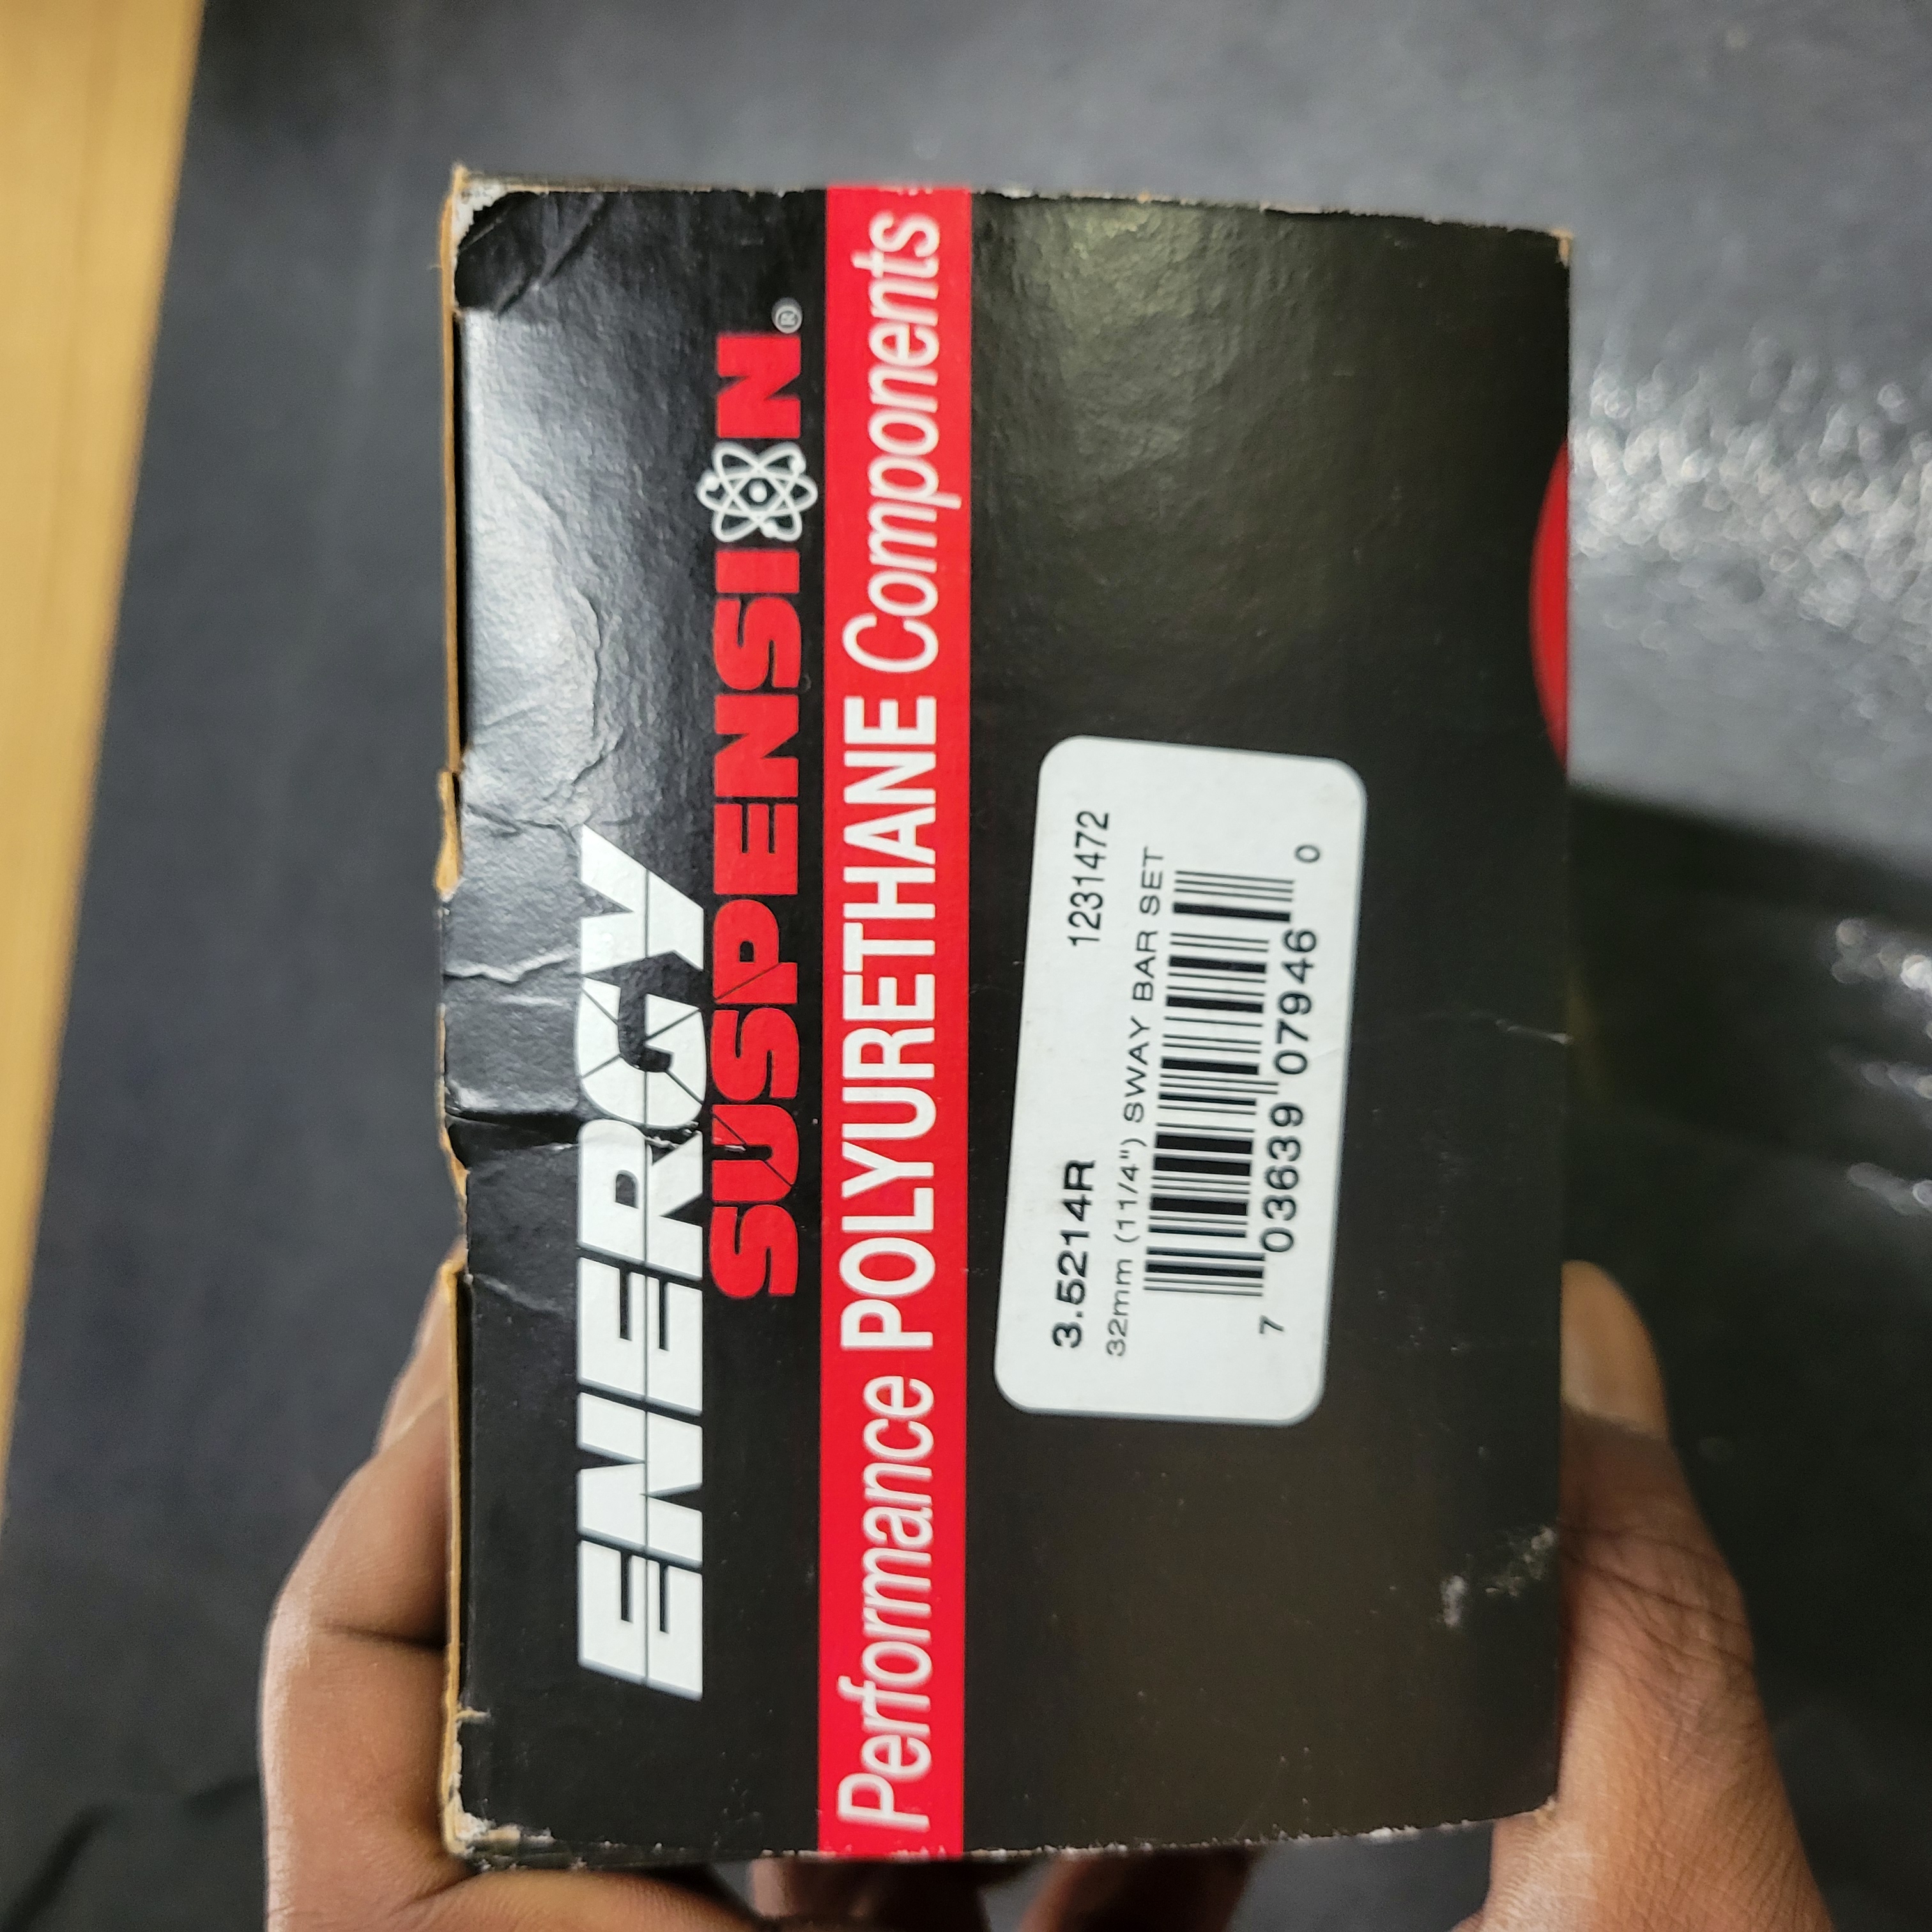 ENERGY
SUSPENSION®
Performance POLYURETHANE Components
3.5214R 1231472
32mm (11/4") SWAY BAR SET
7 03639 07946 0